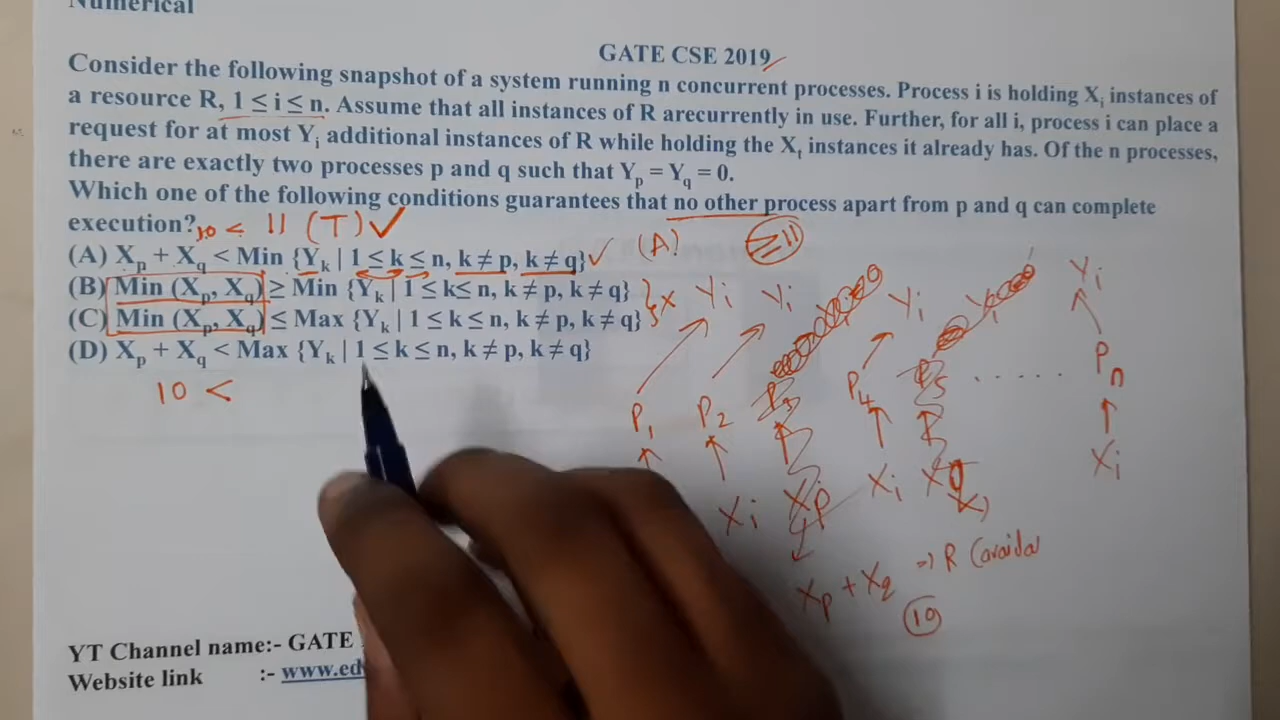 Numerical
GATE CSE 2019
Consider the following snapshot of a system running n concurrent processes. Process i is holding Xi instances of
a resource R, 1 ≤ i ≤ n. Assume that all instances of R arecurrently in use. Further, for all i, process i can place a
request for at most Yi additional instances of R while holding the Xi instances it already has. Of the n processes,
there are exactly two processes p and q such that Yp = Yq = 0.
Which one of the following conditions guarantees that no other process apart from p and q can complete
execution? 10 < 11 (T) ✓
(A) Xp + Xq < Min {Yk | 1 ≤ k ≤ n, k ≠ p, k ≠ q} ✓ (A) ≥11
(B) Min (Xp, Xq) ≥ Min {Yk | 1 ≤ k≤ n, k ≠ p, k ≠ q} } x
(C) Min (Xp, Xq) ≤ Max {Yk | 1 ≤ k ≤ n, k ≠ p, k ≠ q}
(D) Xp + Xq < Max {Yk | 1 ≤ k ≤ n, k ≠ p, k ≠ q}
10 <
Yi Yi Yi Yi Yi
P1 P2 P3 P4 P5 ...... Pn
Xi Xp Xi Xq Xi
Xp + Xq => R
10
YT Channel name:- GATE
Website link :- www.ed